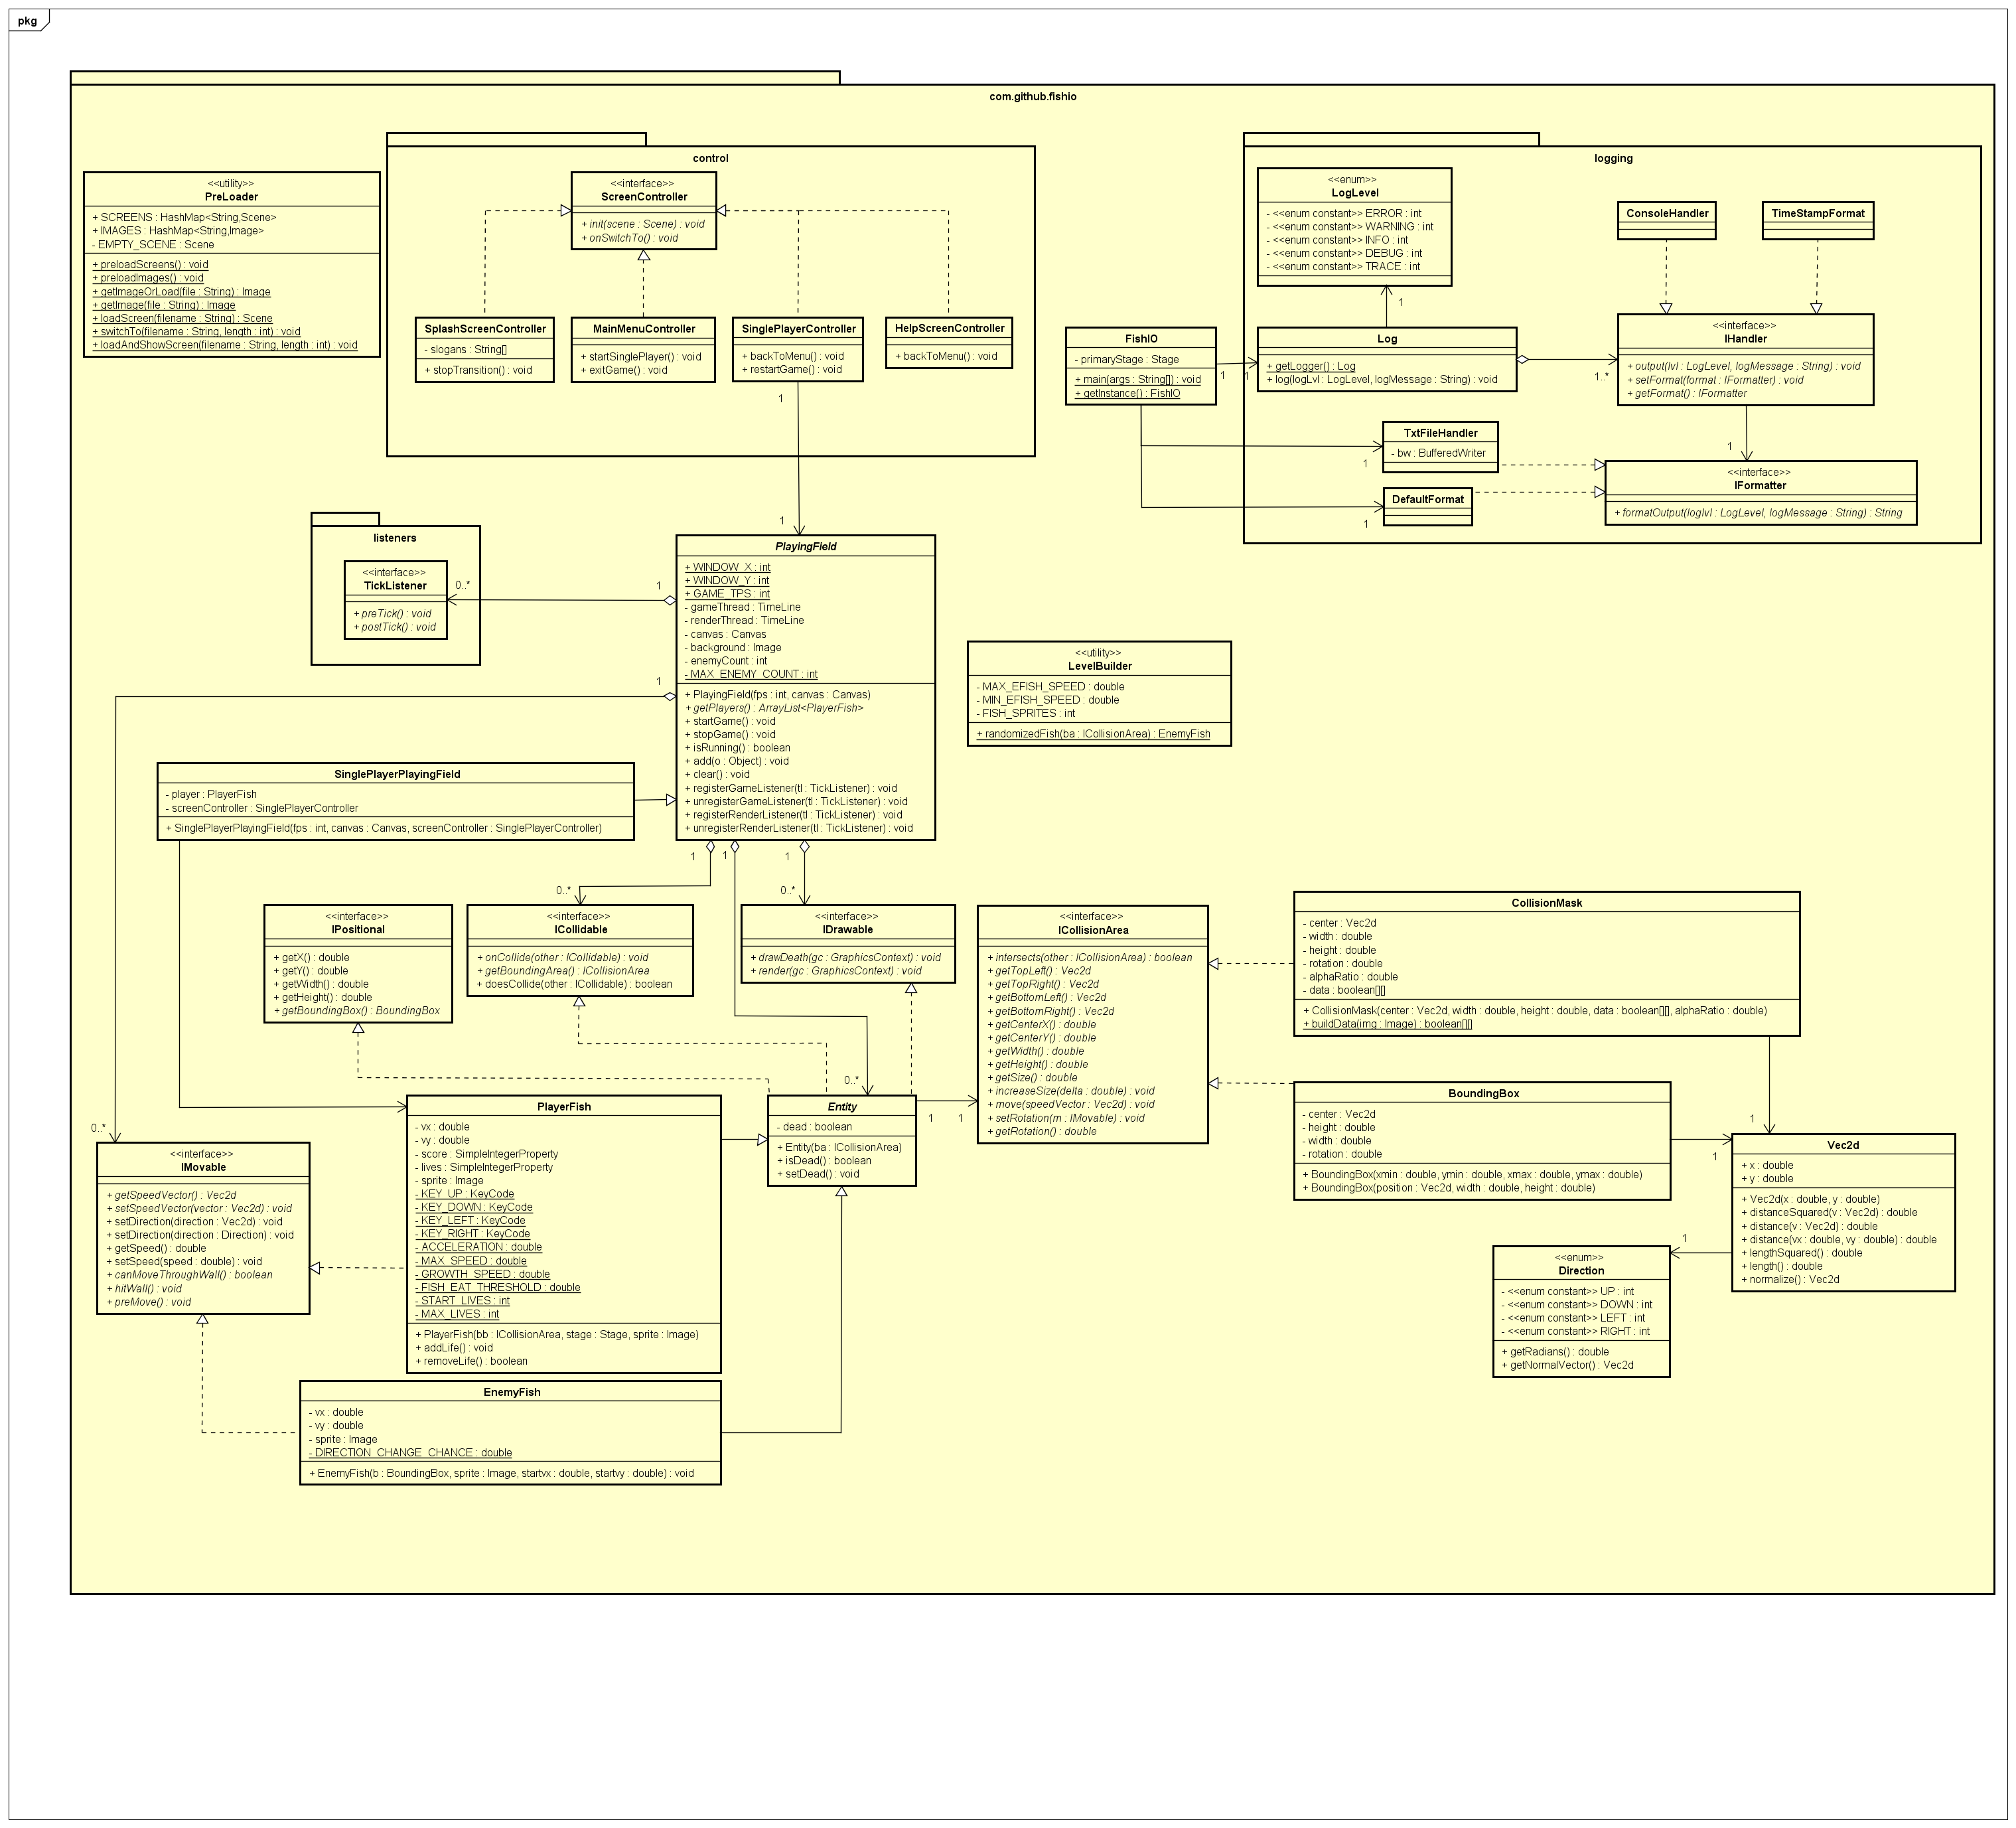 pkg
com.github.fishio
<<utility>>
PreLoader
+ SCREENS : HashMap<String,Scene>
+ IMAGES : HashMap<String,Image>
- EMPTY_SCENE : Scene
+ preloadScreens() : void
+ preloadImages() : void
+ getImageOrLoad(file : String) : Image
+ getImage(file : String) : Image
+ loadScreen(filename : String) : Scene
+ switchTo(filename : String, length : int) : void
+ loadAndShowScreen(filename : String, length : int) : void
control
<<interface>>
ScreenController
+ init(scene : Scene) : void
+ onSwitchTo() : void
SplashScreenController
- slogans : String[]
+ stopTransition() : void
MainMenuController
+ startSinglePlayer() : void
+ exitGame() : void
SinglePlayerController
+ backToMenu() : void
+ restartGame() : void
HelpScreenController
+ backToMenu() : void
1
1
logging
<<enum>>
LogLevel
- <<enum constant>> ERROR : int
- <<enum constant>> WARNING : int
- <<enum constant>> INFO : int
- <<enum constant>> DEBUG : int
- <<enum constant>> TRACE : int
ConsoleHandler
TimeStampFormat
1
FishIO
- primaryStage : Stage
+ main(args : String[]) : void
+ getInstance() : FishIO
1
1
Log
+ getLogger() : Log
+ log(logLvl : LogLevel, logMessage : String) : void
1..*
<<interface>>
IHandler
+ output(lvl : LogLevel, logMessage : String) : void
+ setFormat(format : IFormatter) : void
+ getFormat() : IFormatter
1
TxtFileHandler
- bw : BufferedWriter
1
DefaultFormat
1
<<interface>>
IFormatter
+ formatOutput(loglvl : LogLevel, logMessage : String) : String
listeners
<<interface>>
TickListener
+ preTick() : void
+ postTick() : void
0..*
1
1
PlayingField
+ WINDOW_X : int
+ WINDOW_Y : int
+ GAME_TPS : int
- gameThread : TimeLine
- renderThread : TimeLine
- canvas : Canvas
- background : Image
- enemyCount : int
- MAX_ENEMY_COUNT : int
+ PlayingField(fps : int, canvas : Canvas)
+ getPlayers() : ArrayList<PlayerFish>
+ startGame() : void
+ stopGame() : void
+ isRunning() : boolean
+ add(o : Object) : void
+ clear() : void
+ registerGameListener(tl : TickListener) : void
+ unregisterGameListener(tl : TickListener) : void
+ registerRenderListener(tl : TickListener) : void
+ unregisterRenderListener(tl : TickListener) : void
<<utility>>
LevelBuilder
- MAX_EFISH_SPEED : double
- MIN_EFISH_SPEED : double
- FISH_SPRITES : int
+ randomizedFish(ba : ICollisionArea) : EnemyFish
SinglePlayerPlayingField
- player : PlayerFish
- screenController : SinglePlayerController
+ SinglePlayerPlayingField(fps : int, canvas : Canvas, screenController : SinglePlayerController)
1
1
1
0..*
0..*
<<interface>>
IPositional
+ getX() : double
+ getY() : double
+ getWidth() : double
+ getHeight() : double
+ getBoundingBox() : BoundingBox
<<interface>>
ICollidable
+ onCollide(other : ICollidable) : void
+ getBoundingArea() : ICollisionArea
+ doesCollide(other : ICollidable) : boolean
<<interface>>
IDrawable
+ drawDeath(gc : GraphicsContext) : void
+ render(gc : GraphicsContext) : void
<<interface>>
ICollisionArea
+ intersects(other : ICollisionArea) : boolean
+ getTopLeft() : Vec2d
+ getTopRight() : Vec2d
+ getBottomLeft() : Vec2d
+ getBottomRight() : Vec2d
+ getCenterX() : double
+ getCenterY() : double
+ getWidth() : double
+ getHeight() : double
+ getSize() : double
+ increaseSize(delta : double) : void
+ move(speedVector : Vec2d) : void
+ setRotation(m : IMovable) : void
+ getRotation() : double
CollisionMask
- center : Vec2d
- width : double
- height : double
- rotation : double
- alphaRatio : double
- data : boolean[][]
+ CollisionMask(center : Vec2d, width : double, height : double, data : boolean[][], alphaRatio : double)
+ buildData(img : Image) : boolean[][]
BoundingBox
- center : Vec2d
- height : double
- width : double
- rotation : double
+ BoundingBox(xmin : double, ymin : double, xmax : double, ymax : double)
+ BoundingBox(position : Vec2d, width : double, height : double)
1
1
Vec2d
+ x : double
+ y : double
+ Vec2d(x : double, y : double)
+ distanceSquared(v : Vec2d) : double
+ distance(v : Vec2d) : double
+ distance(vx : double, vy : double) : double
+ lengthSquared() : double
+ length() : double
+ normalize() : Vec2d
1
<<enum>>
Direction
- <<enum constant>> UP : int
- <<enum constant>> DOWN : int
- <<enum constant>> LEFT : int
- <<enum constant>> RIGHT : int
+ getRadians() : double
+ getNormalVector() : Vec2d
0..*
Entity
- dead : boolean
+ Entity(ba : ICollisionArea)
+ isDead() : boolean
+ setDead() : void
1
1
0..*
<<interface>>
IMovable
+ getSpeedVector() : Vec2d
+ setSpeedVector(vector : Vec2d) : void
+ setDirection(direction : Vec2d) : void
+ setDirection(direction : Direction) : void
+ getSpeed() : double
+ setSpeed(speed : double) : void
+ canMoveThroughWall() : boolean
+ hitWall() : void
+ preMove() : void
PlayerFish
- vx : double
- vy : double
- score : SimpleIntegerProperty
- lives : SimpleIntegerProperty
- sprite : Image
- KEY_UP : KeyCode
- KEY_DOWN : KeyCode
- KEY_LEFT : KeyCode
- KEY_RIGHT : KeyCode
- ACCELERATION : double
- MAX_SPEED : double
- GROWTH_SPEED : double
- FISH_EAT_THRESHOLD : double
- START_LIVES : int
- MAX_LIVES : int
+ PlayerFish(bb : ICollisionArea, stage : Stage, sprite : Image)
+ addLife() : void
+ removeLife() : boolean
EnemyFish
- vx : double
- vy : double
- sprite : Image
- DIRECTION_CHANGE_CHANCE : double
+ EnemyFish(b : BoundingBox, sprite : Image, startvx : double, startvy : double) : void